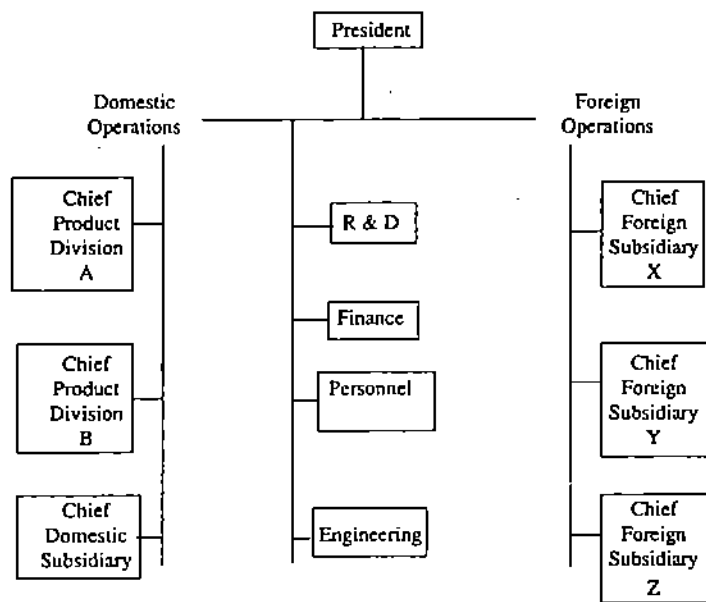 President
Domestic
Operations
Foreign
Operations
Chief
Product
Division
A
R & D
Chief
Foreign
Subsidiary
X
Finance
Chief
Product
Division
B
Personnel
Chief
Foreign
Subsidiary
Y
Chief
Domestic
Subsidiary
Engineering
Chief
Foreign
Subsidiary
Z